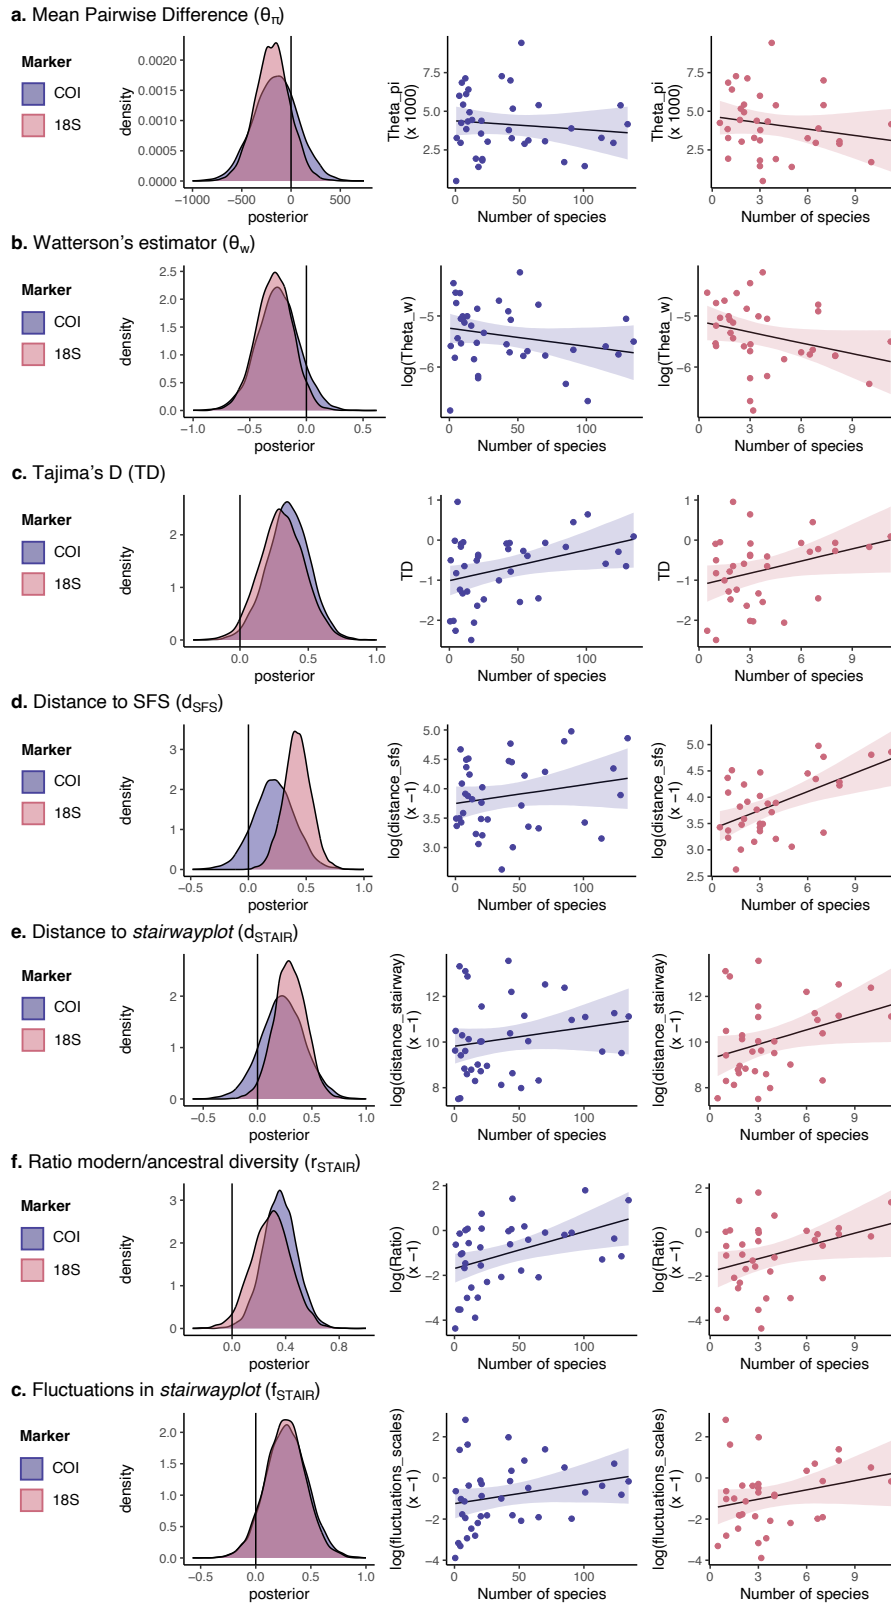 a. Mean Pairwise Difference (θπ)
Marker
COI
18S
density
0.0020
0.0015
0.0010
0.0005
0.0000
−1000 −500 0 500
posterior
Theta_pi
(x 1000)
7.5
5.0
2.5
0 50 100
Number of species
Theta_pi
(x 1000)
7.5
5.0
2.5
0 3 6 9
Number of species
b. Watterson's estimator (θw)
Marker
COI
18S
density
2.5
2.0
1.5
1.0
0.5
0.0
−1.0 −0.5 0.0 0.5
posterior
log(Theta_w)
−5
−6
0 50 100
Number of species
log(Theta_w)
−5
−6
0 3 6 9
Number of species
c. Tajima's D (TD)
Marker
COI
18S
density
2
1
0
0.0 0.5 1.0
posterior
TD
1
0
−1
−2
0 50 100
Number of species
TD
1
0
−1
−2
0 3 6 9
Number of species
d. Distance to SFS (dSFS)
Marker
COI
18S
density
3
2
1
0
−0.5 0.0 0.5 1.0
posterior
log(distance_sfs)
(x −1)
5.0
4.5
4.0
3.5
3.0
0 50 100
Number of species
log(distance_sfs)
(x −1)
5.0
4.5
4.0
3.5
3.0
2.5
0 3 6 9
Number of species
e. Distance to stairwayplot (dSTAIR)
Marker
COI
18S
density
2
1
0
−0.5 0.0 0.5 1.0
posterior
log(distance_stairway)
(x −1)
12
10
8
0 50 100
Number of species
log(distance_stairway)
(x −1)
12
10
8
0 3 6 9
Number of species
f. Ratio modern/ancestral diversity (rSTAIR)
Marker
COI
18S
density
3
2
1
0
0.0 0.4 0.8
posterior
log(Ratio)
(x −1)
2
0
−2
−4
0 50 100
Number of species
log(Ratio)
(x −1)
2
0
−2
−4
0 3 6 9
Number of species
c. Fluctuations in stairwayplot (fSTAIR)
Marker
COI
18S
density
2.0
1.5
1.0
0.5
0.0
−0.5 0.0 0.5 1.0
posterior
log(fluctuations_scales)
(x −1)
2
0
−2
−4
0 50 100
Number of species
log(fluctuations_scales)
(x −1)
2
0
−2
−4
0 3 6 9
Number of species